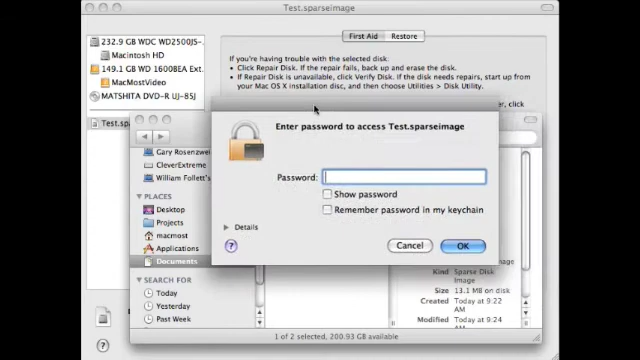 Test.sparseimage
232.9 GB WDC WD2500JS-...
Macintosh HD
149.1 GB WD 1600BEA Ext...
MacMostVideo
MATSHITA DVD-R UJ-85J
First Aid
Restore
If you're having trouble with the selected disk:
• Click Repair Disk. If the repair fails, back up and erase the disk.
• If Repair Disk is unavailable, click Verify Disk. If the disk needs repairs, start up from
your Mac OS X installation disc, and then choose Utilities > Disk Utility.
, click
Test.sp
Gary Rosenzwei
CleverExtreme
William Follett's
PLACES
Desktop
Projects
macmost
Applications
Documents
SEARCH FOR
Today
Yesterday
Past Week
Enter password to access Test.sparseimage
Password:
Show password
Remember password in my keychain
Details
?
Cancel
OK
image
Kind Sparse Disk
Image
Size 13.1 MB on disk
Created Today at 9:22
AM
Modified Today at 9:24
1 of 2 selected, 200.93 GB available
?